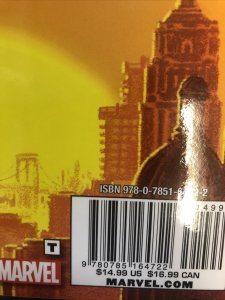 ISBN 978-0-7851-
T
MARVEL
9 780785 164722
$14.99 US $16.99 CAN
MARVEL.COM